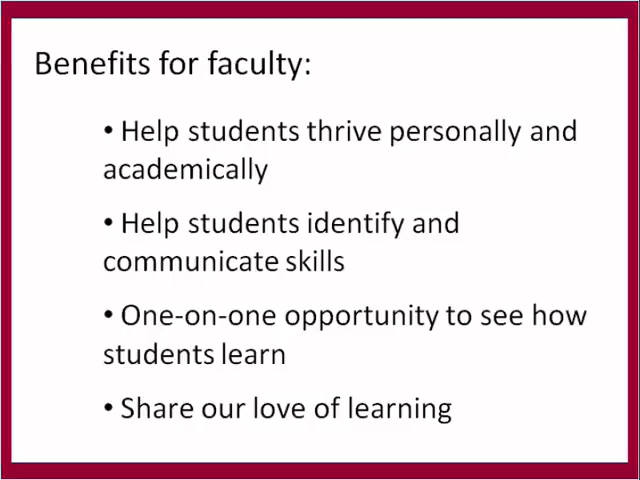 Benefits for faculty:
• Help students thrive personally and
academically
• Help students identify and
communicate skills
• One-on-one opportunity to see how
students learn
• Share our love of learning